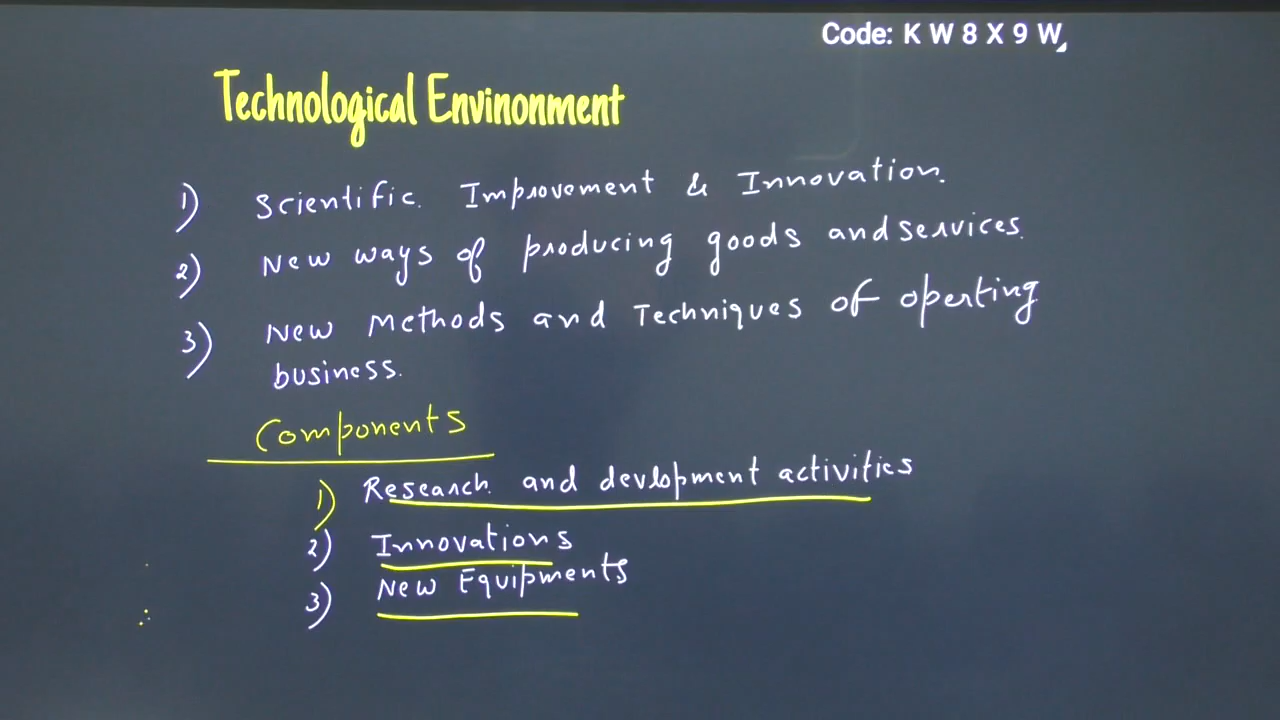 Code: K W 8 X 9 W
Technological Envinonment
1) Scientific Improvement & Innovation.
2) New ways of producing goods and services.
3) New Methods and Techniques of operting
business.
Components
1) Research and devlopment activities
2) Innovations
3) New Equipments